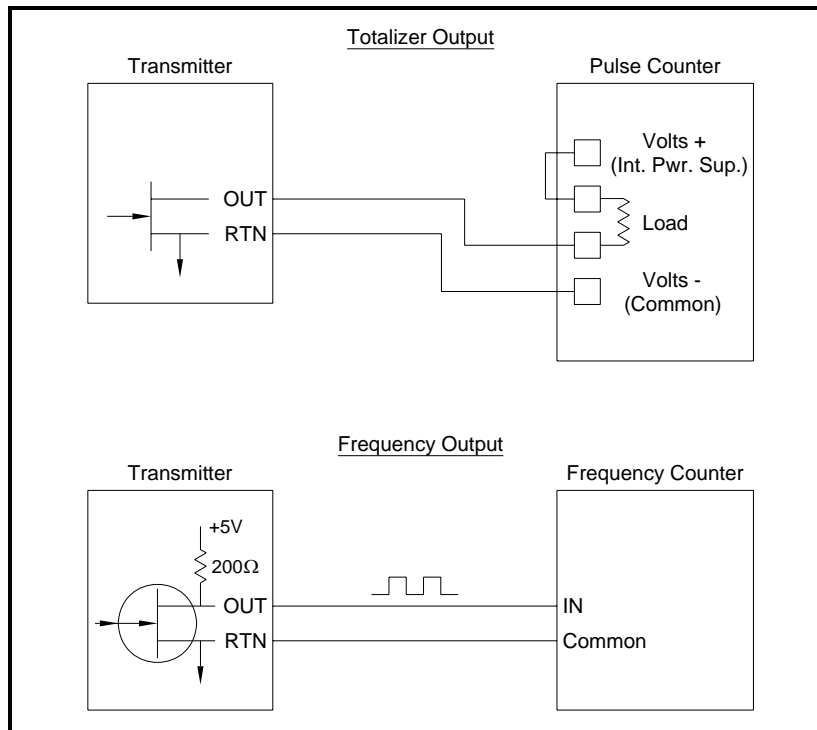 Totalizer Output
Transmitter
Pulse Counter
Volts +
(Int. Pwr. Sup.)
OUT
Load
RTN
Volts -
(Common)
Frequency Output
Transmitter
Frequency Counter
+5V
200Ω
OUT
IN
RTN
Common